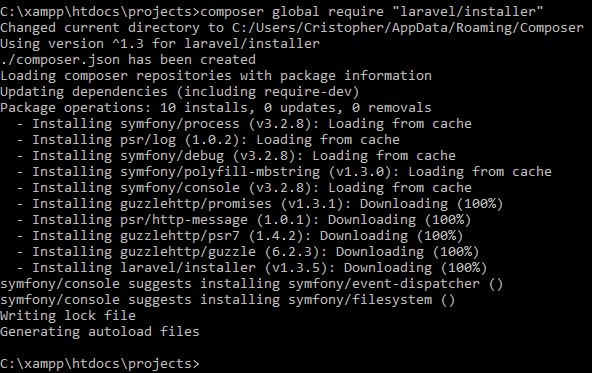 C:\xampp\htdocs\projects>composer global require "laravel/installer"
Changed current directory to C:/Users/Cristopher/AppData/Roaming/Composer
Using version ^1.3 for laravel/installer
./composer.json has been created
Loading composer repositories with package information
Updating dependencies (including require-dev)
Package operations: 10 installs, 0 updates, 0 removals
  - Installing symfony/process (v3.2.8): Loading from cache
  - Installing psr/log (1.0.2): Loading from cache
  - Installing symfony/debug (v3.2.8): Loading from cache
  - Installing symfony/polyfill-mbstring (v1.3.0): Loading from cache
  - Installing symfony/console (v3.2.8): Loading from cache
  - Installing guzzlehttp/promises (v1.3.1): Downloading (100%)
  - Installing psr/http-message (1.0.1): Downloading (100%)
  - Installing guzzlehttp/psr7 (1.4.2): Downloading (100%)
  - Installing guzzlehttp/guzzle (6.2.3): Downloading (100%)
  - Installing laravel/installer (v1.3.5): Downloading (100%)
symfony/console suggests installing symfony/event-dispatcher ()
symfony/console suggests installing symfony/filesystem ()
Writing lock file
Generating autoload files
C:\xampp\htdocs\projects>